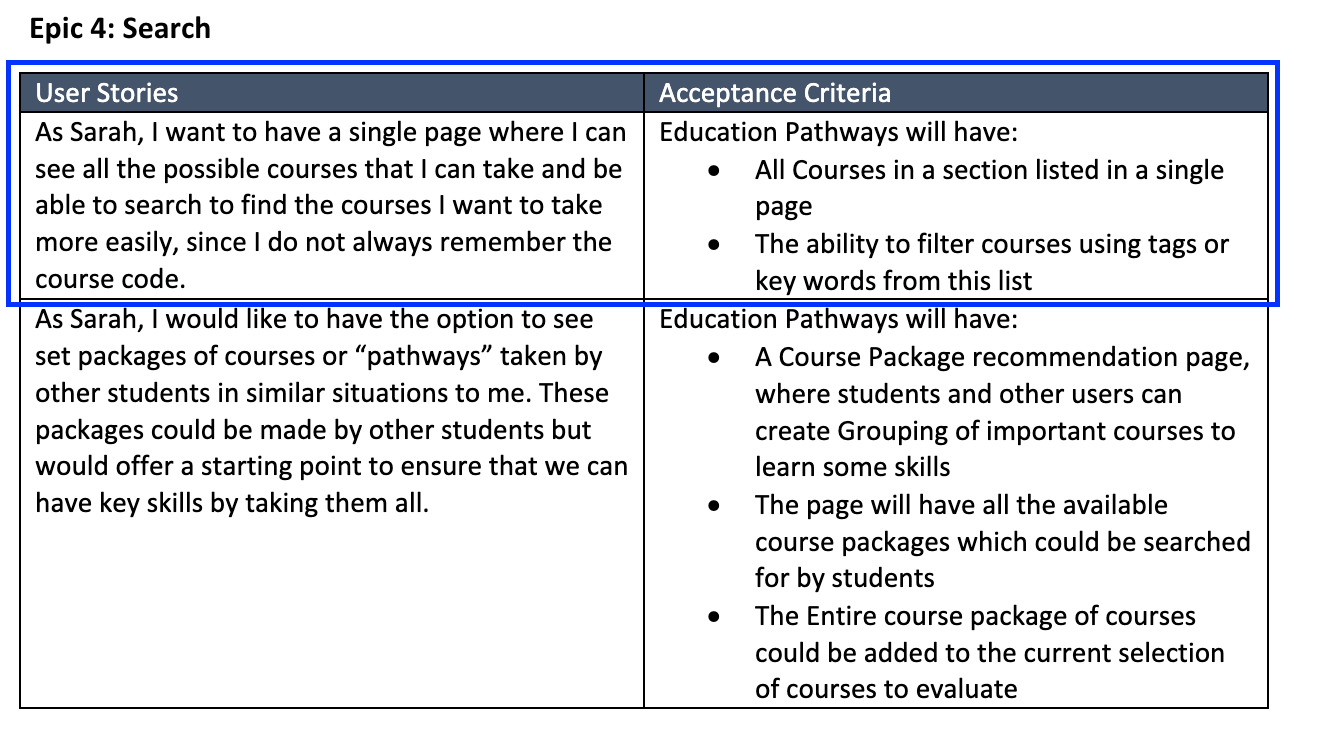 Epic 4: Search
User Stories
Acceptance Criteria
As Sarah, I want to have a single page where I can
see all the possible courses that I can take and be
able to search to find the courses I want to take
more easily, since I do not always remember the
course code.
Education Pathways will have:
• All Courses in a section listed in a single
page
• The ability to filter courses using tags or
key words from this list
As Sarah, I would like to have the option to see
set packages of courses or “pathways” taken by
other students in similar situations to me. These
packages could be made by other students but
would offer a starting point to ensure that we can
have key skills by taking them all.
Education Pathways will have:
• A Course Package recommendation page,
where students and other users can
create Grouping of important courses to
learn some skills
• The page will have all the available
course packages which could be searched
for by students
• The Entire course package of courses
could be added to the current selection
of courses to evaluate